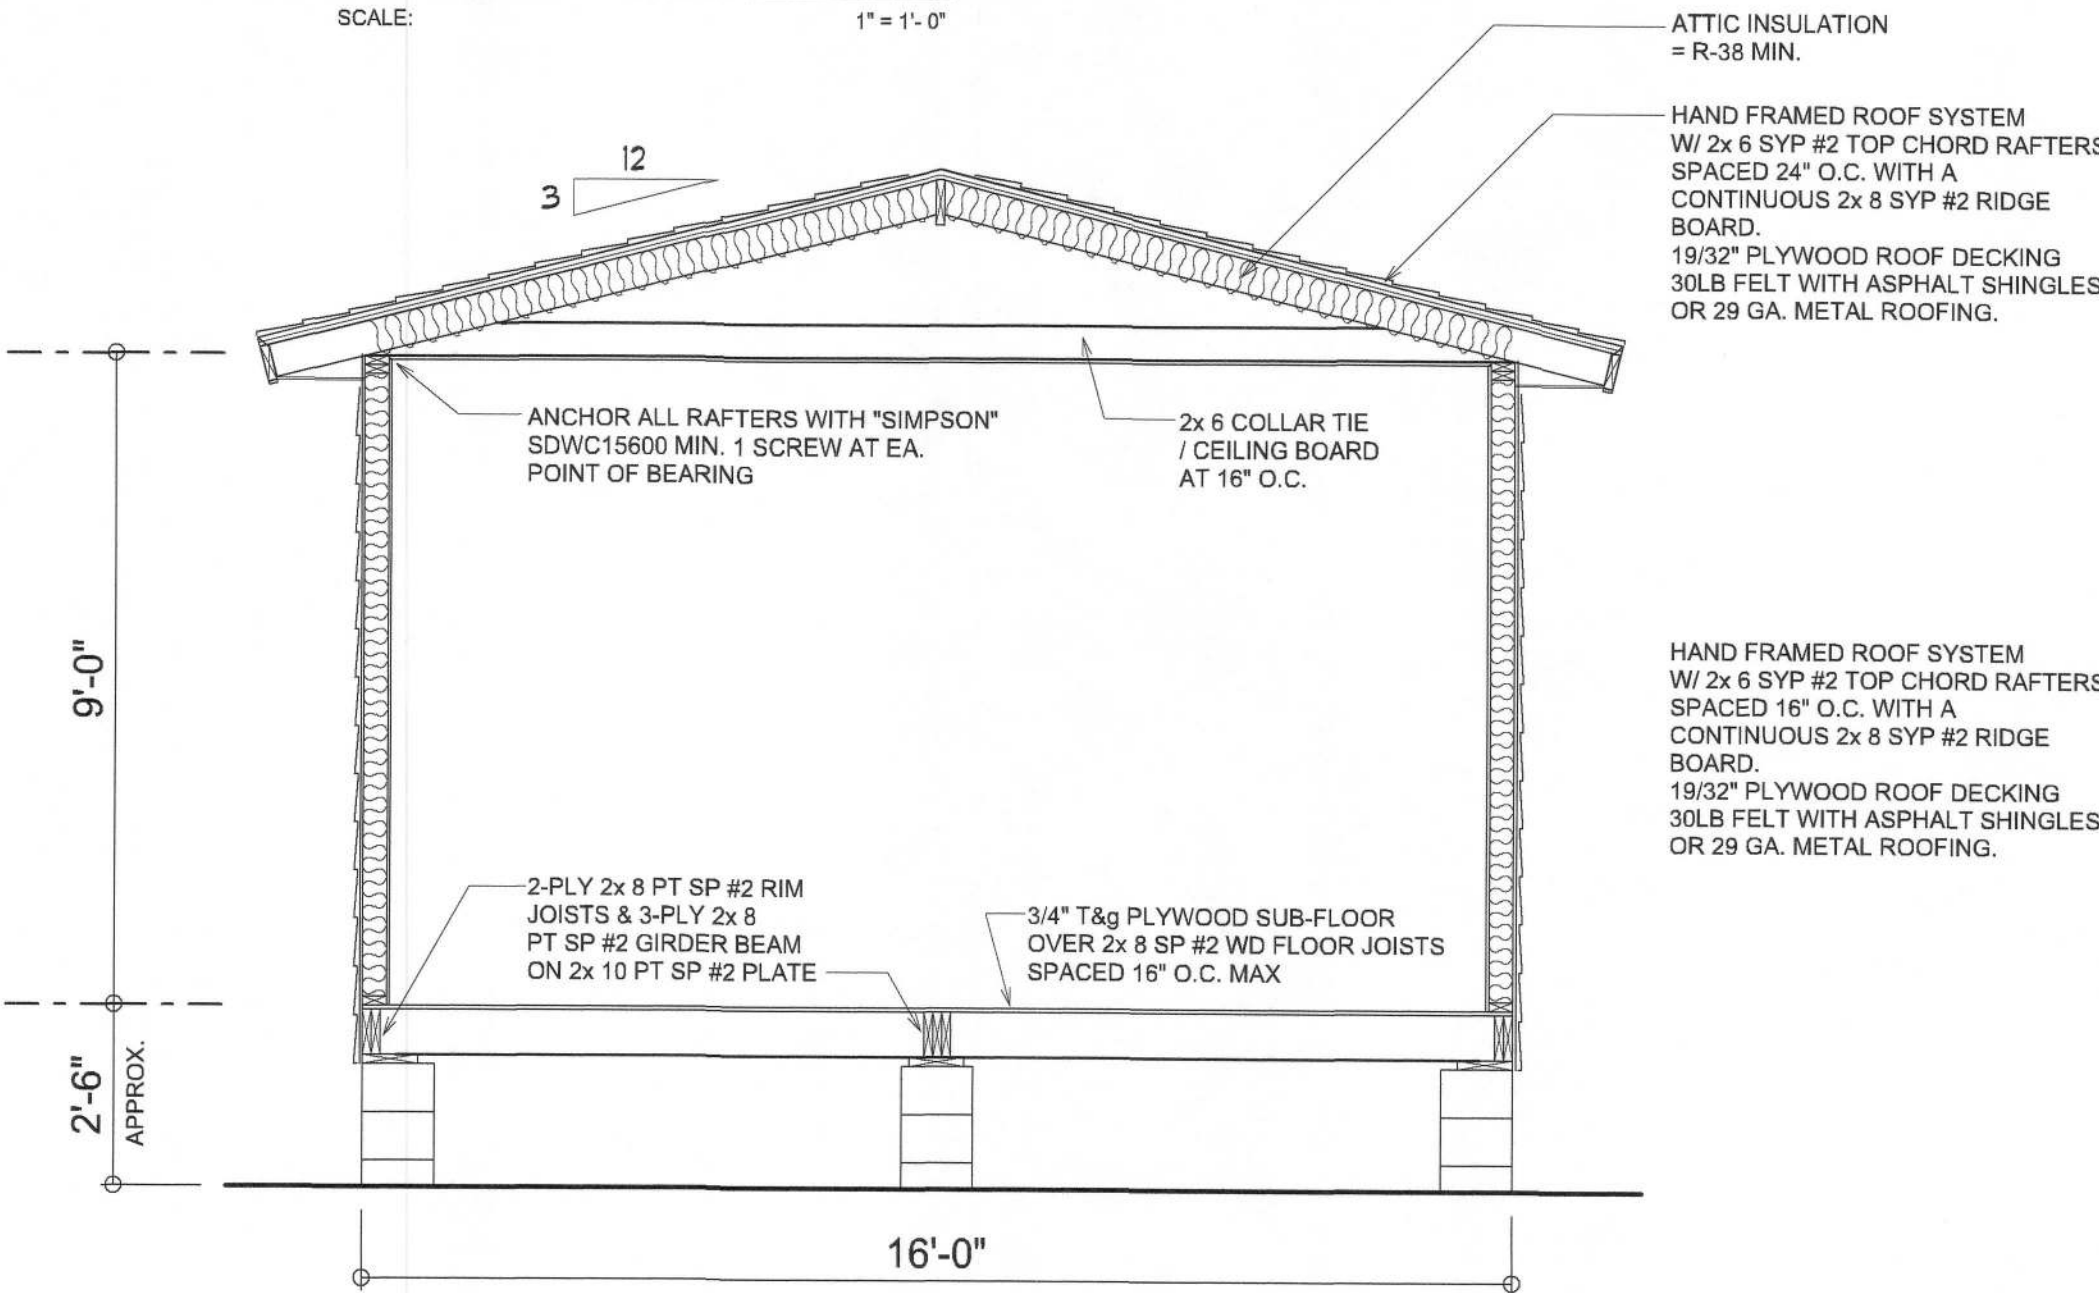 SCALE: 1" = 1'- 0"
ATTIC INSULATION
= R-38 MIN.
HAND FRAMED ROOF SYSTEM
W/ 2x 6 SYP #2 TOP CHORD RAFTERS
SPACED 24" O.C. WITH A
CONTINUOUS 2x 8 SYP #2 RIDGE
BOARD.
19/32" PLYWOOD ROOF DECKING
30LB FELT WITH ASPHALT SHINGLES
OR 29 GA. METAL ROOFING.
12
3
ANCHOR ALL RAFTERS WITH "SIMPSON"
SDWC15600 MIN. 1 SCREW AT EA.
POINT OF BEARING
2x 6 COLLAR TIE
/ CEILING BOARD
AT 16" O.C.
9'-0"
HAND FRAMED ROOF SYSTEM
W/ 2x 6 SYP #2 TOP CHORD RAFTERS
SPACED 16" O.C. WITH A
CONTINUOUS 2x 8 SYP #2 RIDGE
BOARD.
19/32" PLYWOOD ROOF DECKING
30LB FELT WITH ASPHALT SHINGLES
OR 29 GA. METAL ROOFING.
2-PLY 2x 8 PT SP #2 RIM
JOISTS & 3-PLY 2x 8
PT SP #2 GIRDER BEAM
ON 2x 10 PT SP #2 PLATE
3/4" T&g PLYWOOD SUB-FLOOR
OVER 2x 8 SP #2 WD FLOOR JOISTS
SPACED 16" O.C. MAX
2'-6"
APPROX.
16'-0"